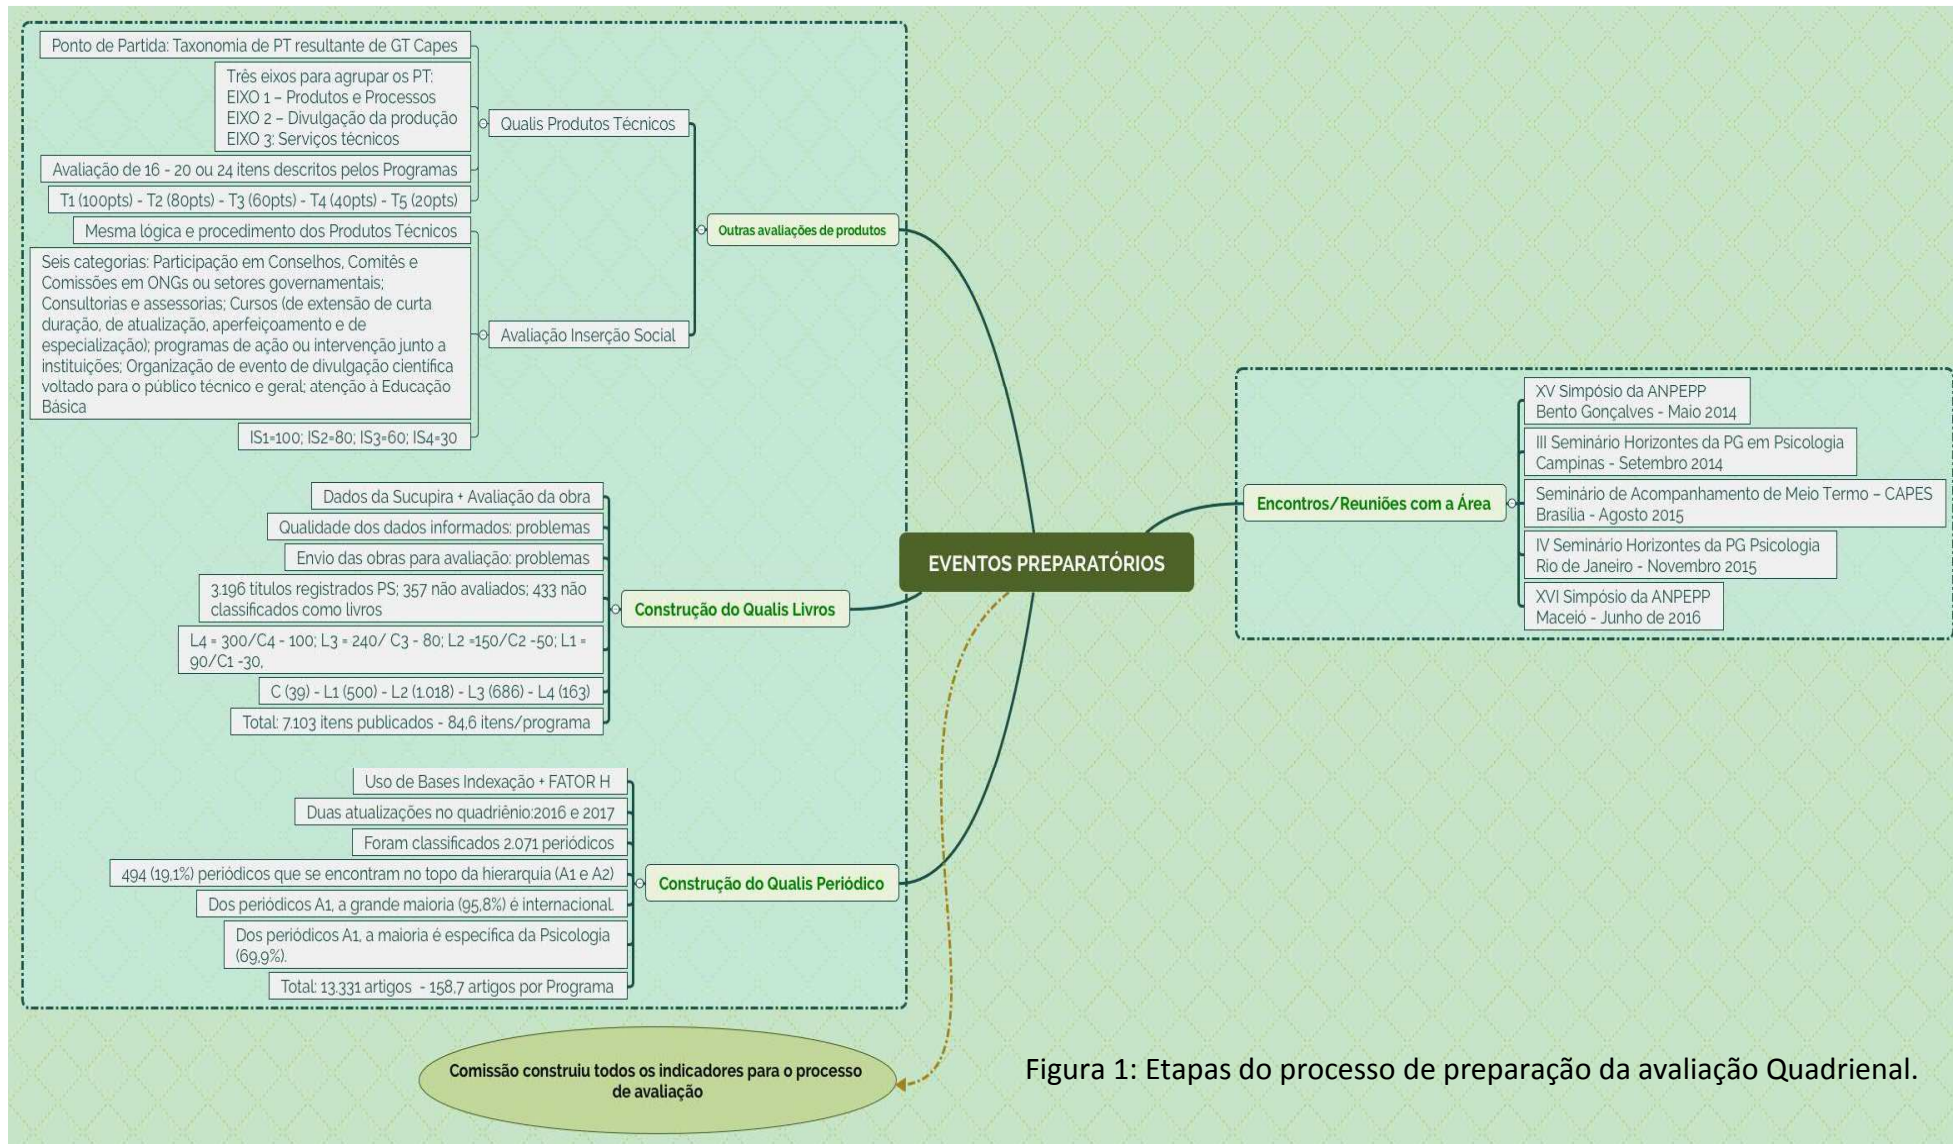 Ponto de Partida: Taxonomia de PT resultante de GT Capes
Três eixos para agrupar os PT:
EIXO 1 – Produtos e Processos
EIXO 2 – Divulgação da produção
EIXO 3: Serviços técnicos
Avaliação de 16 - 20 ou 24 itens descritos pelos Programas
T1 (100pts) - T2 (80pts) - T3 (60pts) - T4 (40pts) - T5 (20pts)
Qualis Produtos Técnicos
Mesma lógica e procedimento dos Produtos Técnicos
Seis categorias: Participação em Conselhos, Comitês e
Comissões em ONGs ou setores governamentais;
Consultorias e assessorias; Cursos (de extensão de curta
duração, de atualização, aperfeiçoamento e de
especialização); programas de ação ou intervenção junto a
instituições; Organização de evento de divulgação científica
voltado para o público técnico e geral; atenção à Educação
Básica
IS1=100; IS2=80; IS3=60; IS4=30
Avaliação Inserção Social
Outras avaliações de produtos
Dados da Sucupira + Avaliação da obra
Qualidade dos dados informados: problemas
Envio das obras para avaliação: problemas
3.196 títulos registrados PS; 357 não avaliados; 433 não
classificados como livros
L4 = 300/C4 - 100; L3 = 240/ C3 - 80; L2 =150/C2 -50; L1 =
90/C1 -30,
C (39) - L1 (500) - L2 (1.018) - L3 (686) - L4 (163)
Total: 7.103 itens publicados - 84,6 itens/programa
Construção do Qualis Livros
Uso de Bases Indexação + FATOR H
Duas atualizações no quadriênio:2016 e 2017
Foram classificados 2.071 periódicos
494 (19,1%) periódicos que se encontram no topo da hierarquia (A1 e A2)
Dos periódicos A1, a grande maioria (95,8%) é internacional.
Dos periódicos A1, a maioria é específica da Psicologia
(69,9%).
Total: 13.331 artigos - 158,7 artigos por Programa
Construção do Qualis Periódico
EVENTOS PREPARATÓRIOS
Encontros/Reuniões com a Área
XV Simpósio da ANPEPP
Bento Gonçalves - Maio 2014
III Seminário Horizontes da PG em Psicologia
Campinas - Setembro 2014
Seminário de Acompanhamento de Meio Termo – CAPES
Brasília - Agosto 2015
IV Seminário Horizontes da PG Psicologia
Rio de Janeiro - Novembro 2015
XVI Simpósio da ANPEPP
Maceió - Junho de 2016
Comissão construiu todos os indicadores para o processo
de avaliação
Figura 1: Etapas do processo de preparação da avaliação Quadrienal.